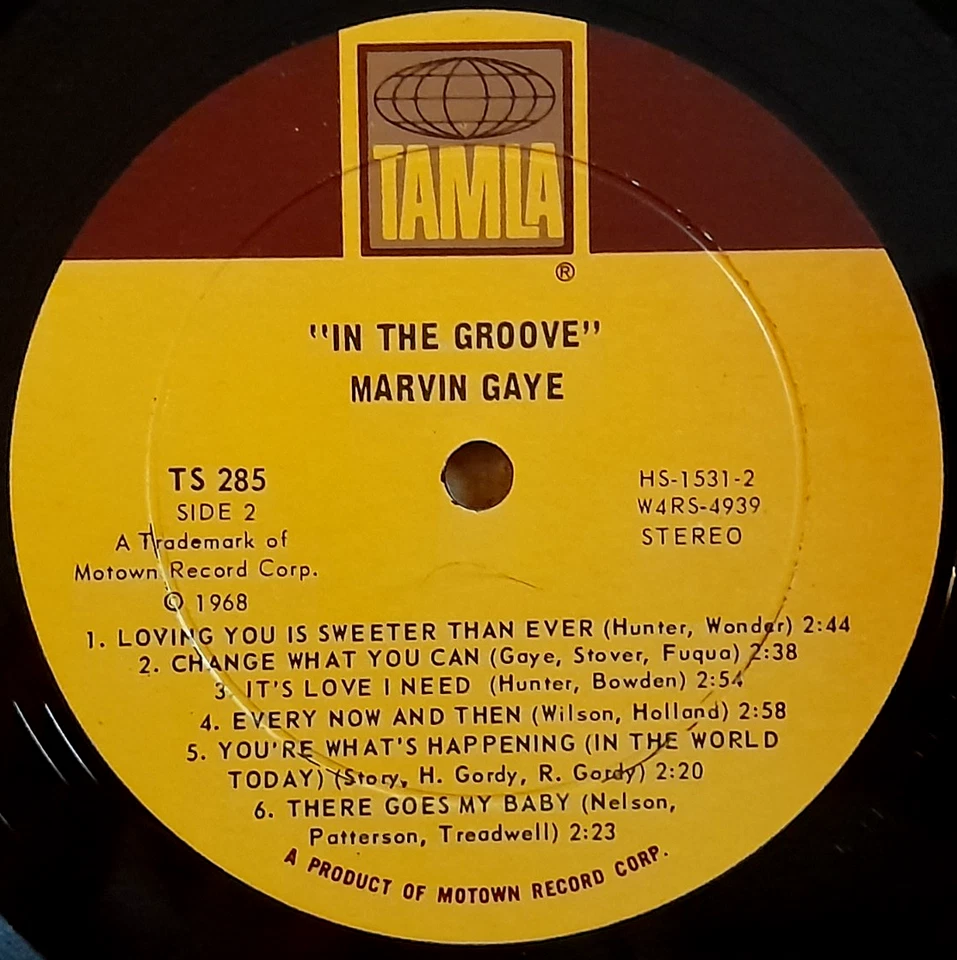 TAMLA
®
"IN THE GROOVE"
MARVIN GAYE
TS 285
SIDE 2
A Trademark of
Motown Record Corp.
© 1968
HS-1531-2
W4RS-4939
STEREO
1. LOVING YOU IS SWEETER THAN EVER (Hunter, Wonder) 2:44
2. CHANGE WHAT YOU CAN (Gaye, Stover, Fuqua) 2:38
3. IT'S LOVE I NEED (Hunter, Bowden) 2:54
4. EVERY NOW AND THEN (Wilson, Holland) 2:58
5. YOU'RE WHAT'S HAPPENING (IN THE WORLD
TODAY) (Story, H. Gordy, R. Gordy) 2:20
6. THERE GOES MY BABY (Nelson,
Patterson, Treadwell) 2:23
A PRODUCT OF MOTOWN RECORD CORP.